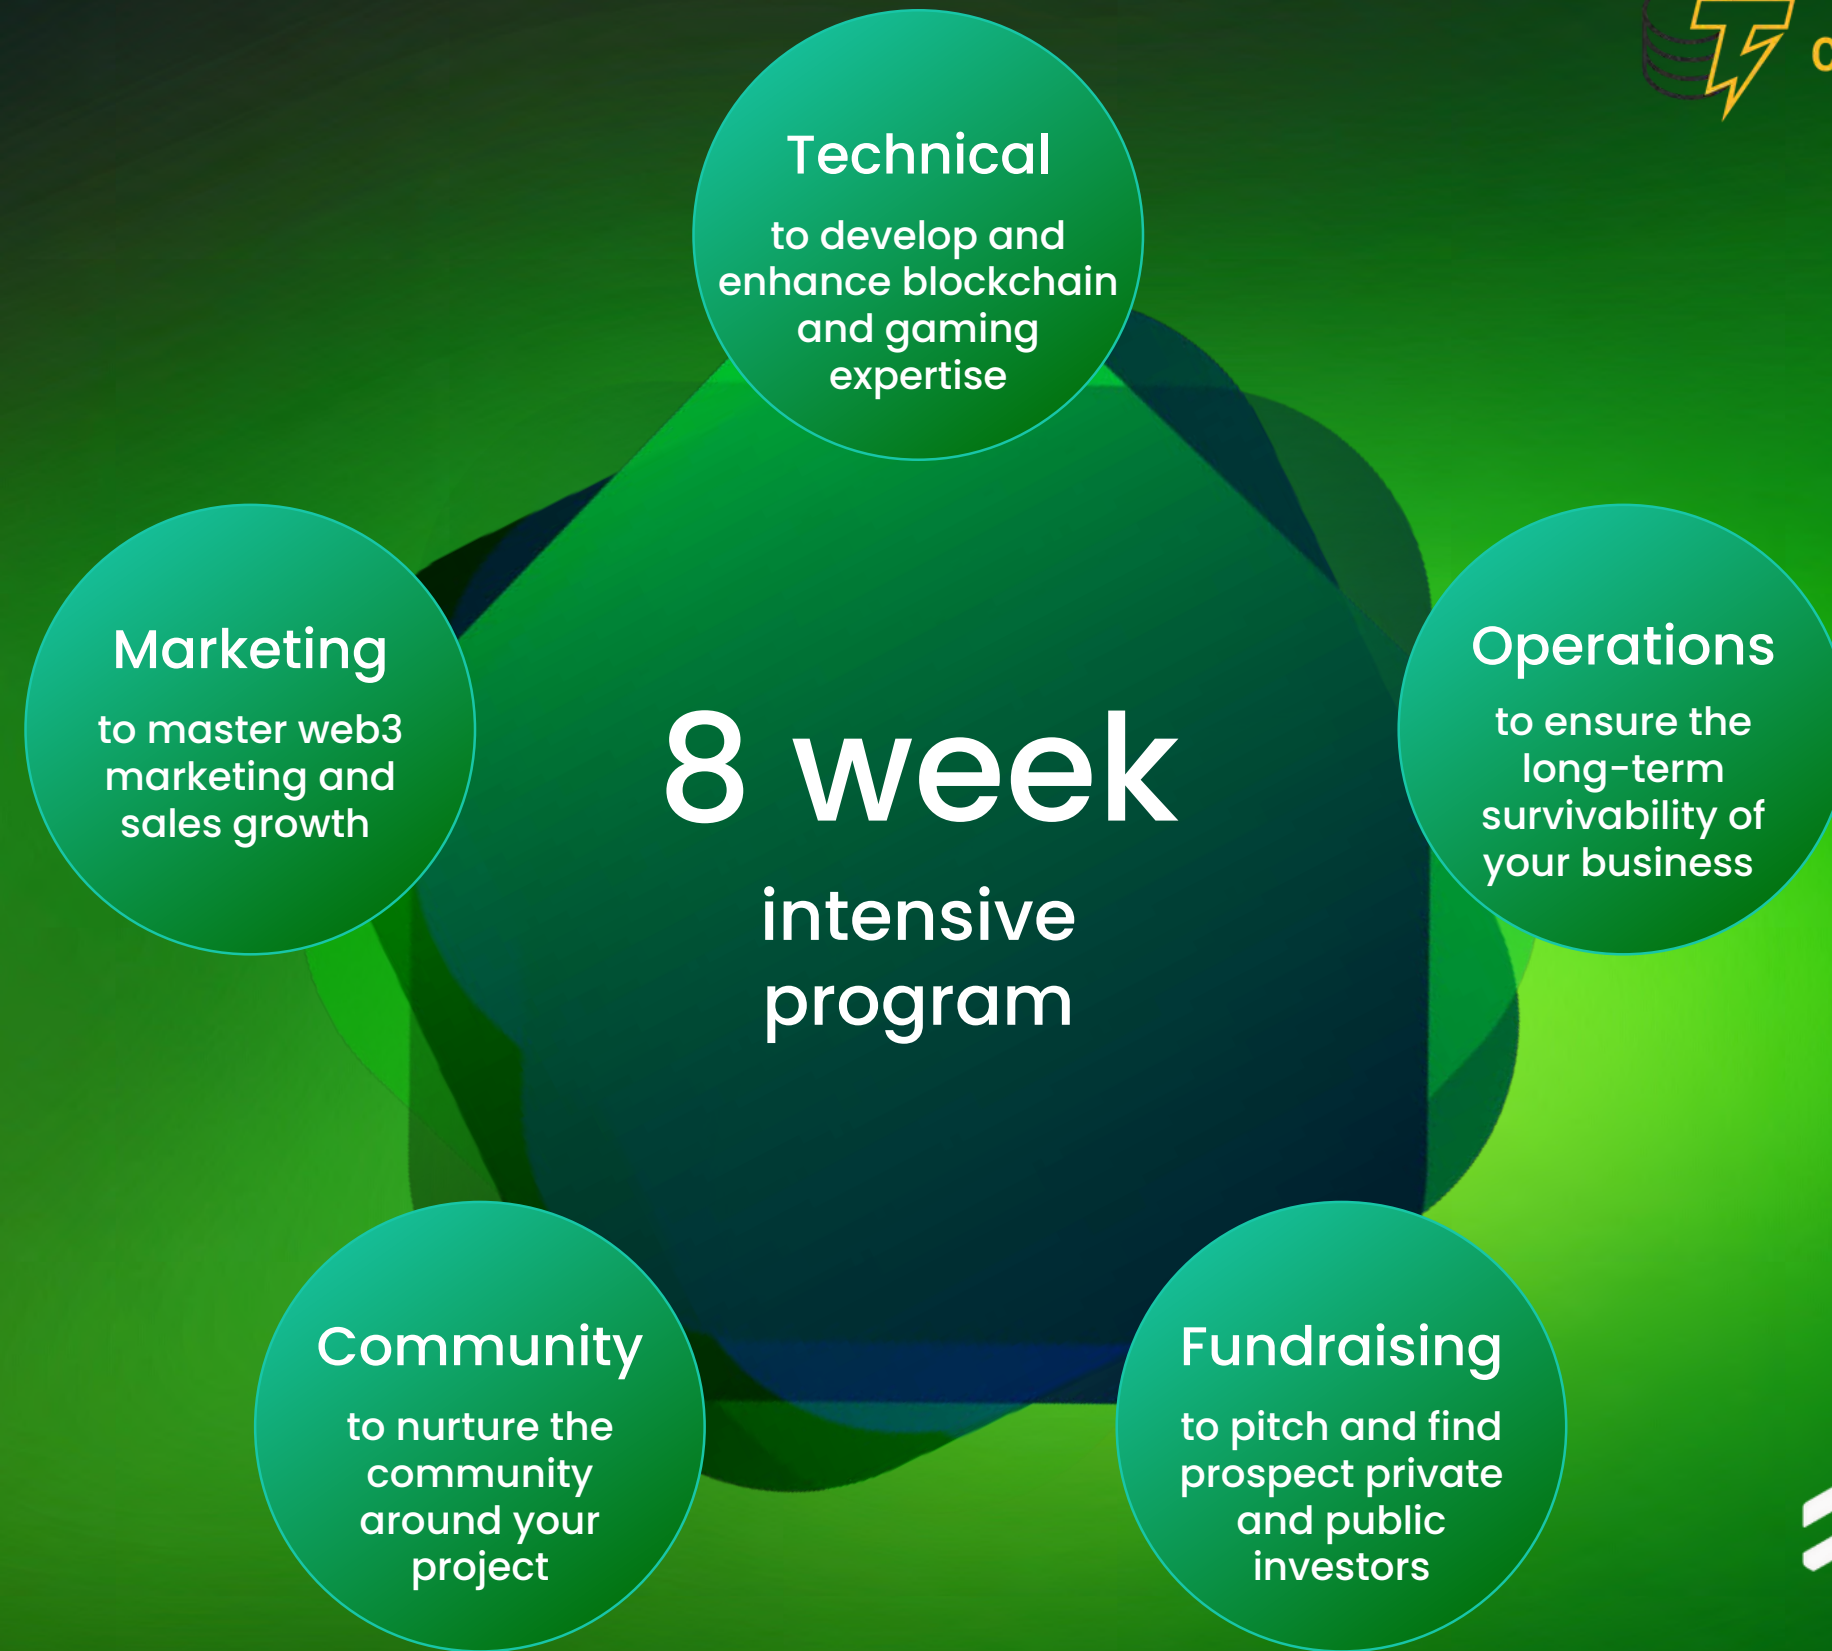 Technical
to develop and
enhance blockchain
and gaming
expertise
Marketing
to master web3
marketing and
sales growth
8 week
intensive
program
Operations
to ensure the
long-term
survivability of
your business
Community
to nurture the
community
around your
project
Fundraising
to pitch and find
prospect private
and public
investors